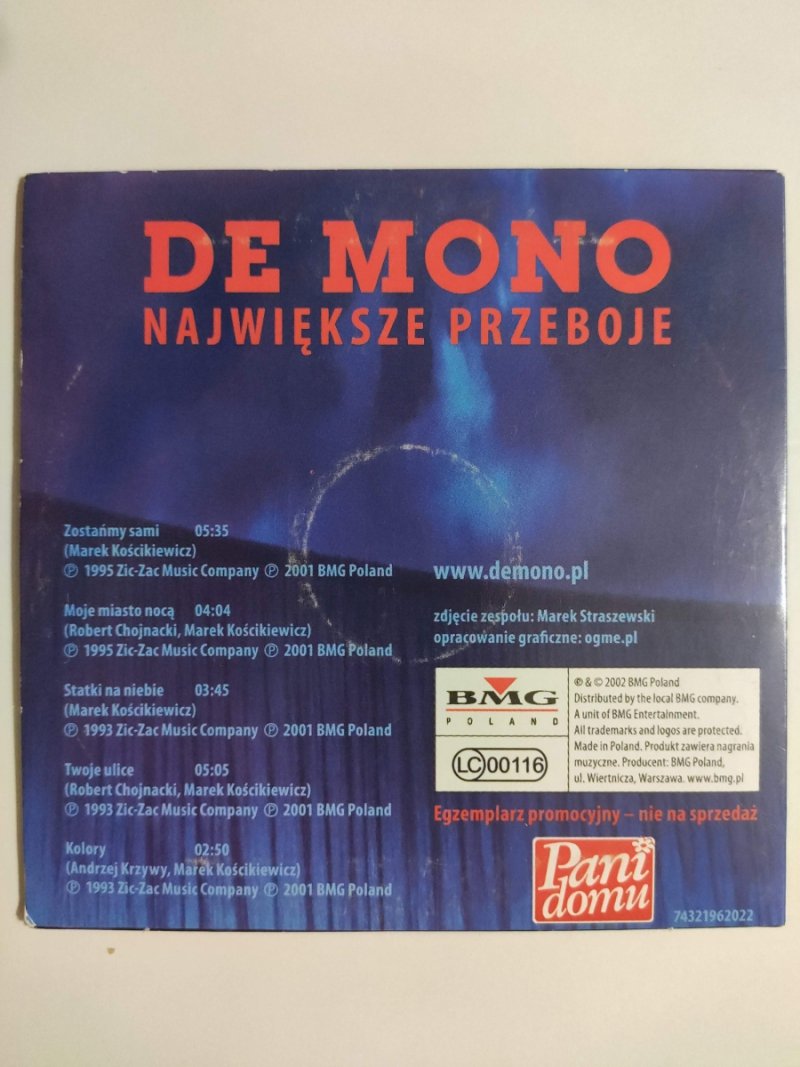 DE MONO
NAJWIĘKSZE PRZEBOJE
Zostańmy sami 05:35
(Marek Kościkiewicz)
℗ 1995 Zic-Zac Music Company ℗ 2001 BMG Poland
Moje miasto nocą 04:04
(Robert Chojnacki, Marek Kościkiewicz)
℗ 1995 Zic-Zac Music Company ℗ 2001 BMG Poland
Statki na niebie 03:45
(Marek Kościkiewicz)
℗ 1993 Zic-Zac Music Company ℗ 2001 BMG Poland
Twoje ulice 05:05
(Robert Chojnacki, Marek Kościkiewicz)
℗ 1993 Zic-Zac Music Company ℗ 2001 BMG Poland
Kolory 02:50
(Andrzej Krzywy, Marek Kościkiewicz)
℗ 1993 Zic-Zac Music Company ℗ 2001 BMG Poland
www.demono.pl
zdjęcie zespołu: Marek Straszewski
opracowanie graficzne: ogme.pl
BMG
POLAND
LC 00116
℗ & © 2002 BMG Poland
Distributed by the local BMG company.
A unit of BMG Entertainment.
All trademarks and logos are protected.
Made in Poland. Produkt zawiera nagrania
muzyczne. Producent: BMG Poland,
ul. Wiertnicza, Warszawa. www.bmg.pl
Egzemplarz promocyjny – nie na sprzedaż
Pani
domu
74321962022